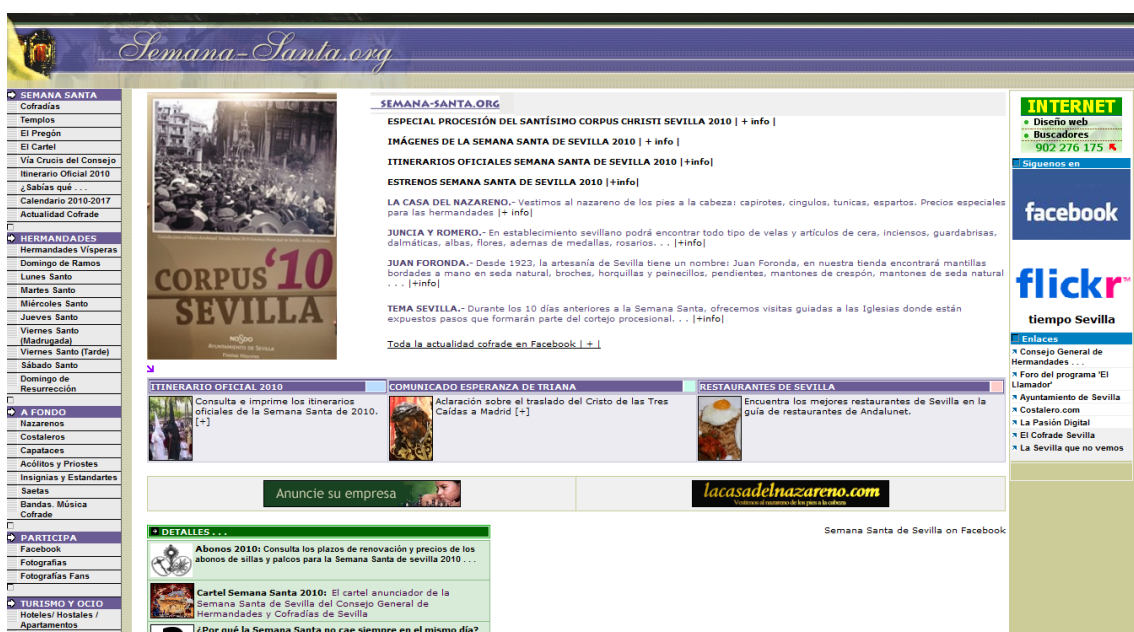 Semana-Santa.org
SEMANA SANTA
Cofradías
Templos
El Pregón
El Cartel
Vía Crucis del Consejo
Itinerario Oficial 2010
¿Sabías qué . . .
Calendario 2010-2017
Actualidad Cofrade
HERMANDADES
Hermandades Vísperas
Domingo de Ramos
Lunes Santo
Martes Santo
Miércoles Santo
Jueves Santo
Viernes Santo
(Madrugada)
Viernes Santo (Tarde)
Sábado Santo
Domingo de
Resurrección
A FONDO
Nazarenos
Costaleros
Capataces
Acólitos y Priostes
Insignias y Estandartes
Saetas
Bandas. Música
Cofrade
PARTICIPA
Facebook
Fotografias
Fotografías Fans
TURISMO Y OCIO
Hoteles/ Hostales /
Apartamentos
CORPUS '10
SEVILLA
NO8DO
AYUNTAMIENTO DE SEVILLA
SEMANA-SANTA.ORG
ESPECIAL PROCESIÓN DEL SANTÍSIMO CORPUS CHRISTI SEVILLA 2010 | + info |
IMÁGENES DE LA SEMANA SANTA DE SEVILLA 2010 | + info |
ITINERARIOS OFICIALES SEMANA SANTA DE SEVILLA 2010 |+info|
ESTRENOS SEMANA SANTA DE SEVILLA 2010 |+info|
LA CASA DEL NAZARENO.- Vestimos al nazareno de los pies a la cabeza: capirotes, cingulos, tunicas, espartos. Precios especiales
para las hermandades |+ info|
JUNCIA Y ROMERO.- En establecimiento sevillano podrá encontrar todo tipo de velas y artículos de cera, inciensos, guardabrisas,
dalmáticas, albas, flores, ademas de medallas, rosarios. . . |+info|
JUAN FORONDA.- Desde 1923, la artesanía de Sevilla tiene un nombre: Juan Foronda, en nuestra tienda encontrará mantillas
bordadas a mano en seda natural, broches, horquillas y peinecillos, pendientes, mantones de crespón, mantones de seda natural
. . . |+info|
TEMA SEVILLA.- Durante los 10 días anteriores a la Semana Santa, ofrecemos visitas guiadas a las Iglesias donde están
expuestos pasos que formarán parte del cortejo procesional. . . |+info|
Toda la actualidad cofrade en Facebook | + |
ITINERARIO OFICIAL 2010
Consulta e imprime los itinerarios
oficiales de la Semana Santa de 2010.
[+]
COMUNICADO ESPERANZA DE TRIANA
Aclaración sobre el traslado del Cristo de las Tres
Caídas a Madrid [+]
RESTAURANTES DE SEVILLA
Encuentra los mejores restaurantes de Sevilla en la
guía de restaurantes de Andalunet.
Anuncie su empresa
lacasadelnazareno.com
Vestimos al nazareno de los pies a la cabeza
DETALLES . . .
Abonos 2010: Consulta los plazos de renovación y precios de los
abonos de sillas y palcos para la Semana Santa de sevilla 2010 . . .
Cartel Semana Santa 2010: El cartel anunciador de la
Semana Santa de Sevilla del Consejo General de
Hermandades y Cofradías de Sevilla
¿Por qué la Semana Santa no cae siempre en el mismo día?
Semana Santa de Sevilla on Facebook
INTERNET
Diseño web
Buscadores
902 276 175
Siguenos en
facebook
flickr™
tiempo Sevilla
Enlaces
Consejo General de
Hermandades . . .
Foro del programa 'El
Llamador'
Ayuntamiento de Sevilla
Costalero.com
La Pasión Digital
El Cofrade Sevilla
La Sevilla que no vemos